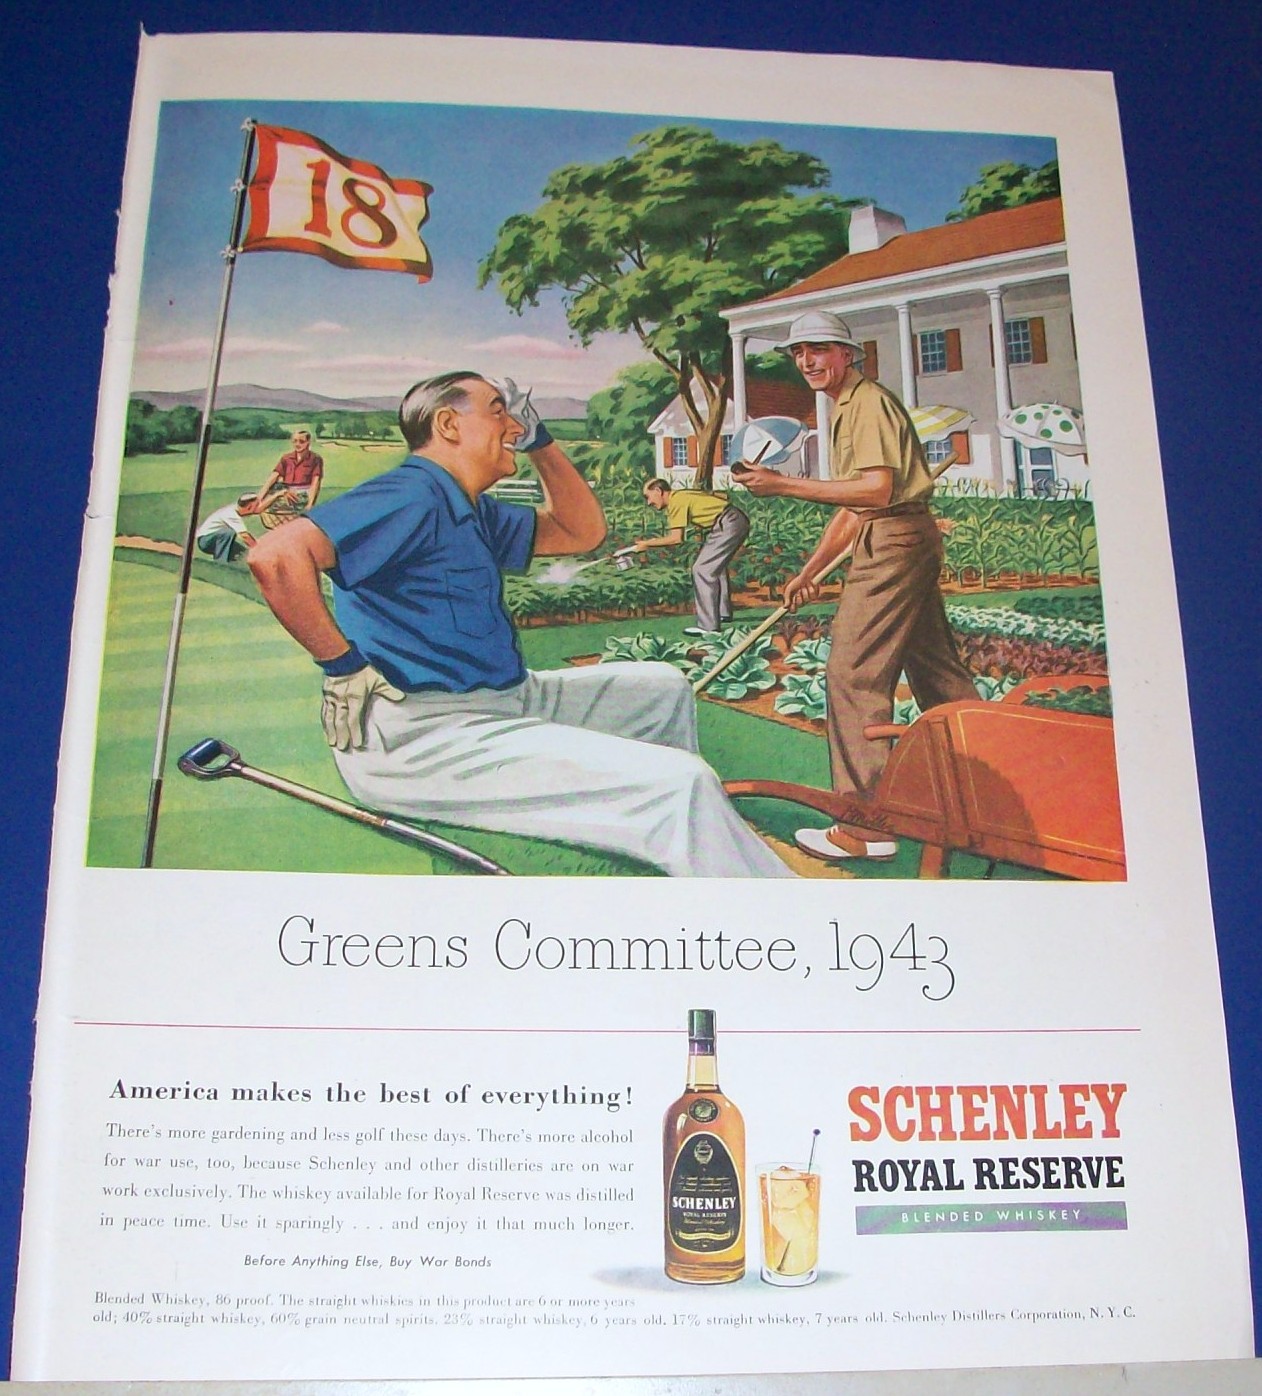 18
Greens Committee, 1943
America makes the best of everything!
There's more gardening and less golf these days. There's more alcohol
for war use, too, because Schenley and other distilleries are on war
work exclusively. The whiskey available for Royal Reserve was distilled
in peace time. Use it sparingly . . . and enjoy it that much longer.
Before Anything Else, Buy War Bonds
SCHENLEY
ROYAL RESERVE
SCHENLEY
ROYAL RESERVE
BLENDED WHISKEY
Blended Whiskey, 86 proof. The straight whiskies in this product are 6 or more years
old; 40% straight whiskey, 60% grain neutral spirits. 23% straight whiskey, 6 years old. 17% straight whiskey, 7 years old. Schenley Distillers Corporation, N. Y. C.